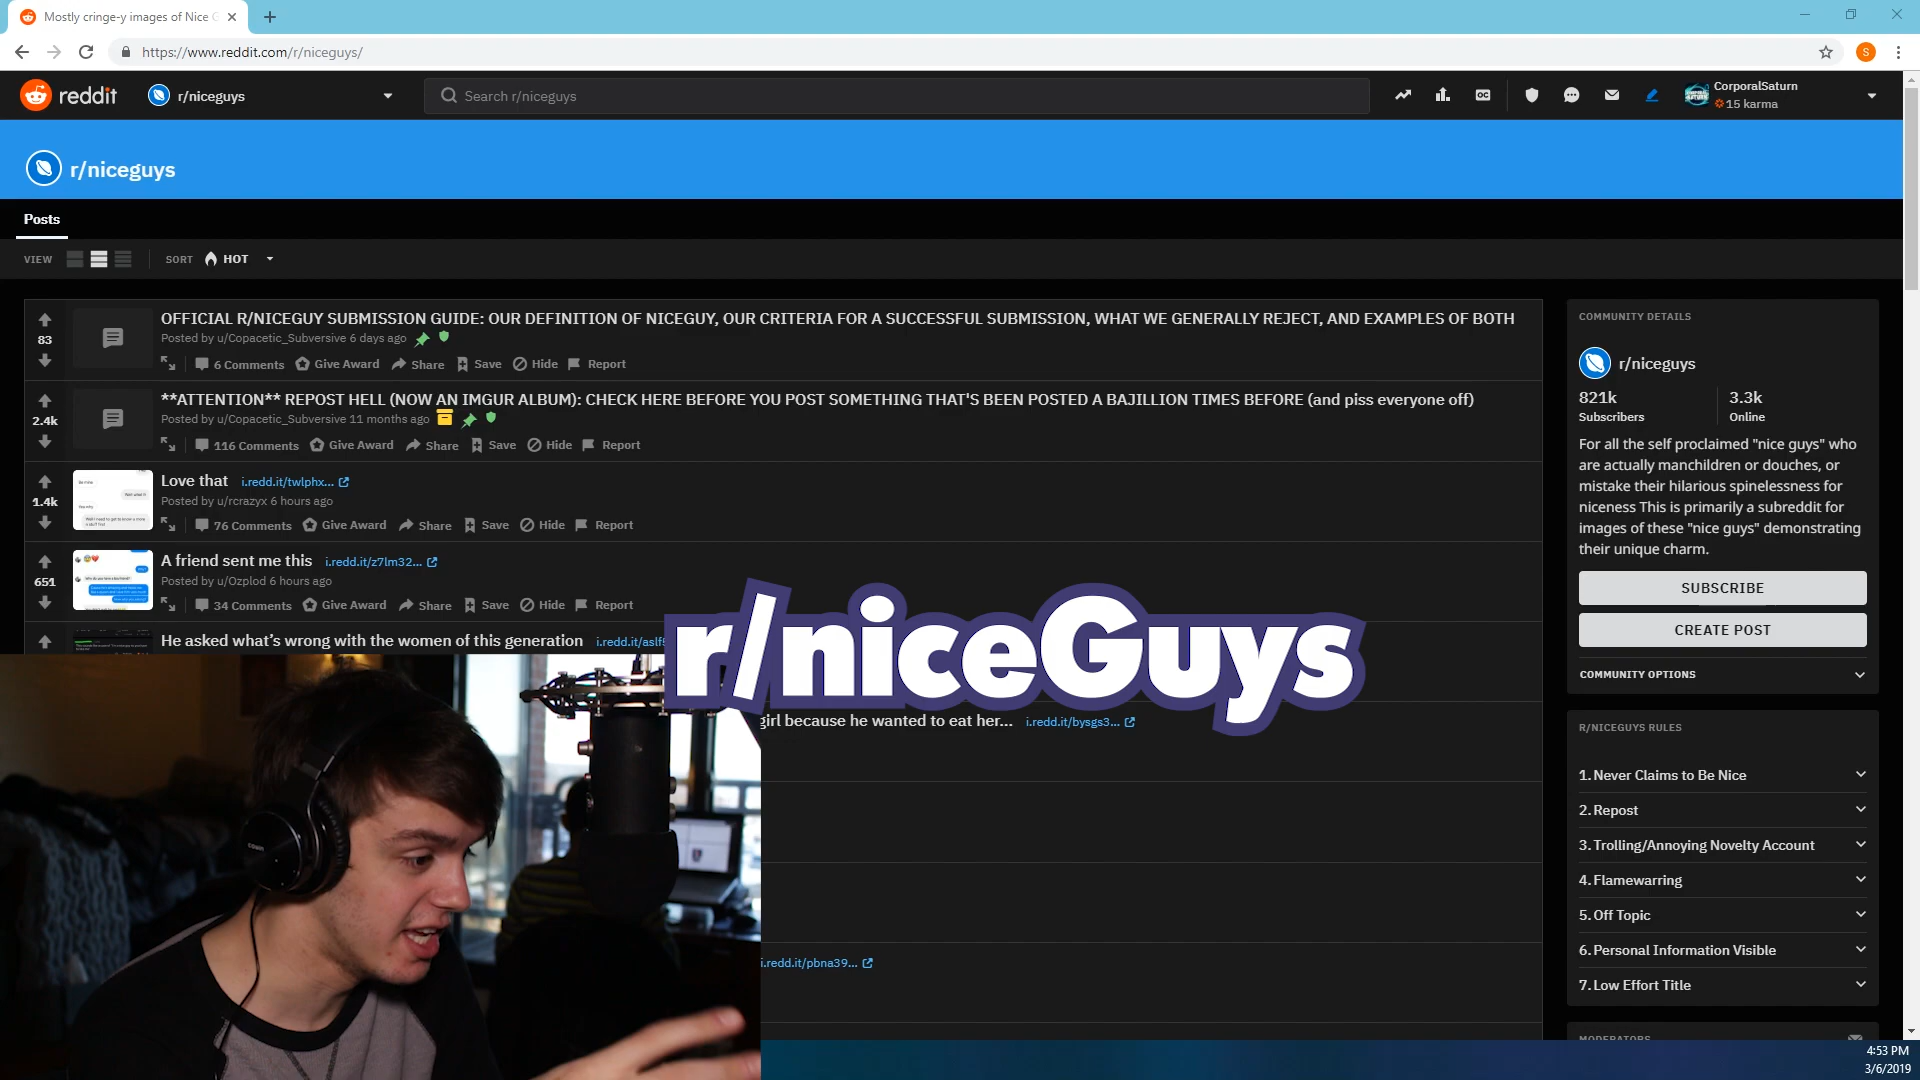 Mostly cringe-y images of Nice G
https://www.reddit.com/r/niceguys/
S
reddit
r/niceguys
Search r/niceguys
CorporalSaturn
15 karma
r/niceguys
Posts
VIEW
SORT
HOT
83
OFFICIAL R/NICEGUY SUBMISSION GUIDE: OUR DEFINITION OF NICEGUY, OUR CRITERIA FOR A SUCCESSFUL SUBMISSION, WHAT WE GENERALLY REJECT, AND EXAMPLES OF BOTH
Posted by u/Copacetic_Subversive 6 days ago
6 Comments Give Award Share Save Hide Report
2.4k
**ATTENTION** REPOST HELL (NOW AN IMGUR ALBUM): CHECK HERE BEFORE YOU POST SOMETHING THAT'S BEEN POSTED A BAJILLION TIMES BEFORE (and piss everyone off)
Posted by u/Copacetic_Subversive 11 months ago
116 Comments Give Award Share Save Hide Report
1.4k
Love that i.redd.it/twlphx...
Posted by u/rcrazyx 6 hours ago
76 Comments Give Award Share Save Hide Report
651
A friend sent me this i.redd.it/z7lm32...
Posted by u/Ozplod 6 hours ago
34 Comments Give Award Share Save Hide Report
He asked what's wrong with the women of this generation i.redd.it/aslf
r/niceGuys
girl because he wanted to eat her... i.redd.it/bysgs3...
i.redd.it/pbna39...
COMMUNITY DETAILS
r/niceguys
821k
Subscribers
3.3k
Online
For all the self proclaimed "nice guys" who
are actually manchildren or douches, or
mistake their hilarious spinelessness for
niceness This is primarily a subreddit for
images of these "nice guys" demonstrating
their unique charm.
SUBSCRIBE
CREATE POST
COMMUNITY OPTIONS
R/NICEGUYS RULES
1. Never Claims to Be Nice
2. Repost
3. Trolling/Annoying Novelty Account
4. Flamewarring
5. Off Topic
6. Personal Information Visible
7. Low Effort Title
MODERATORS
4:53 PM
3/6/2019
cowin